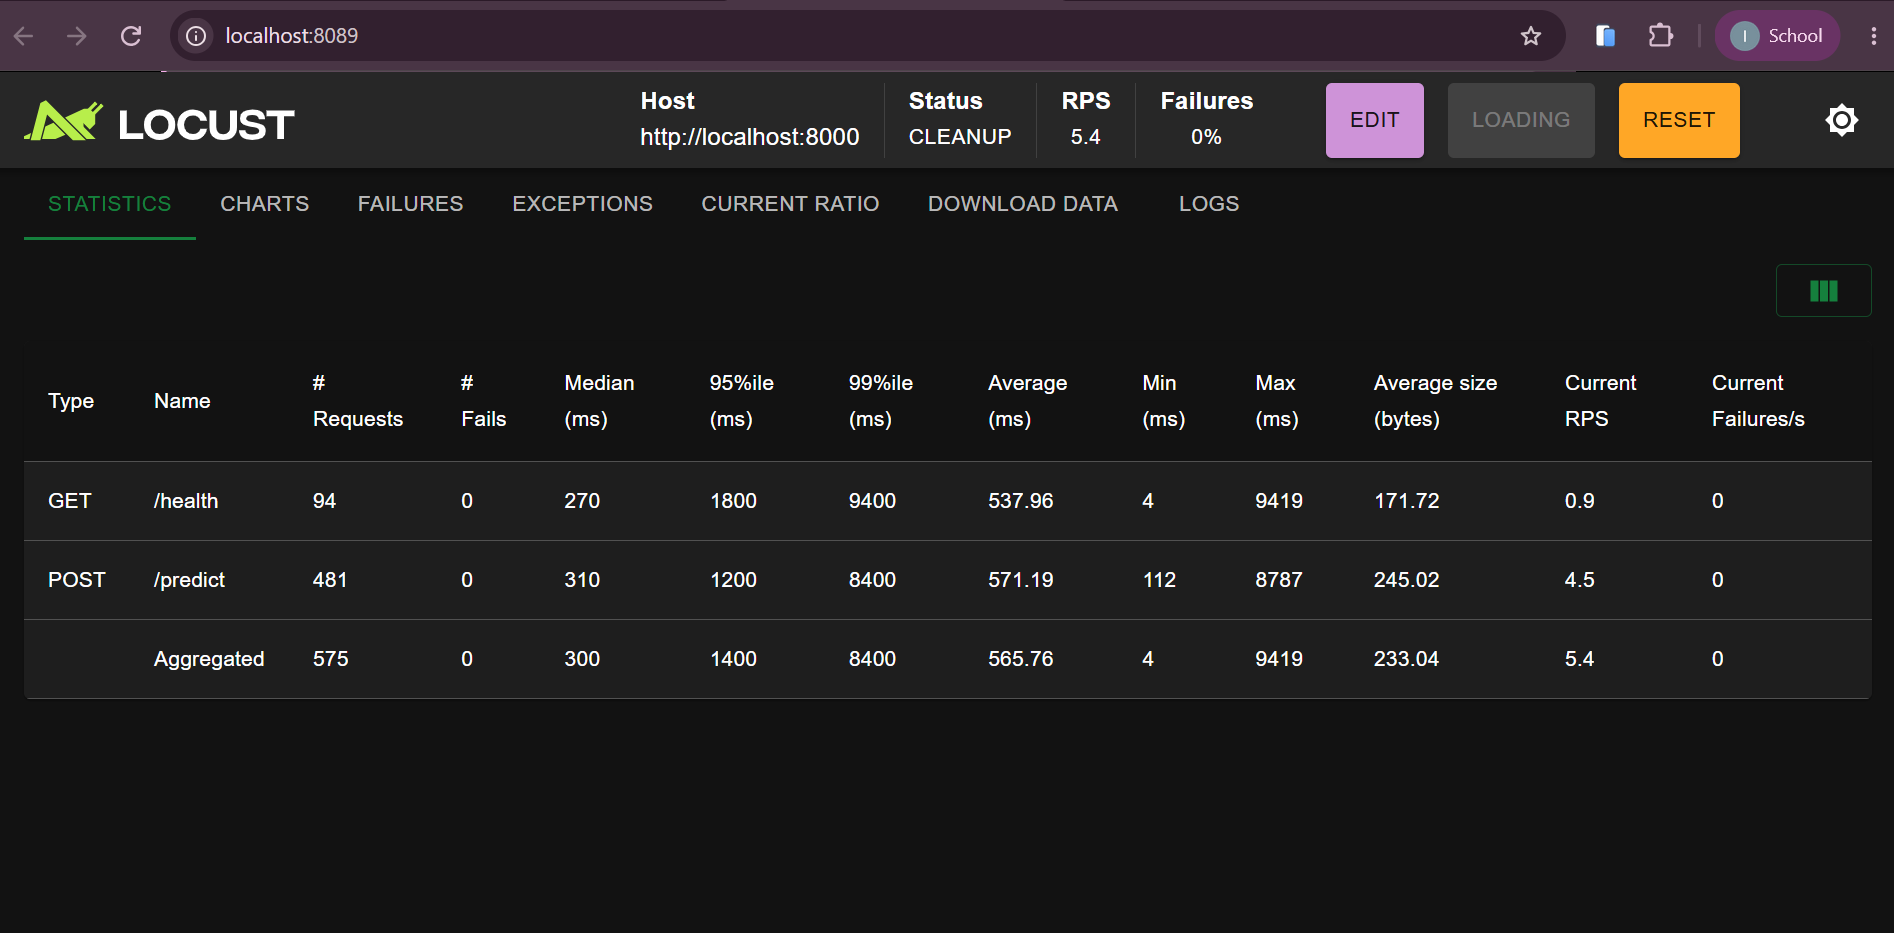 localhost:8089
I School
LOCUST
Host
http://localhost:8000
Status
CLEANUP
RPS
5.4
Failures
0%
EDIT
LOADING
RESET
STATISTICS CHARTS FAILURES EXCEPTIONS CURRENT RATIO DOWNLOAD DATA LOGS
Type Name # Requests # Fails Median (ms) 95%ile (ms) 99%ile (ms) Average (ms) Min (ms) Max (ms) Average size (bytes) Current RPS Current Failures/s
GET /health 94 0 270 1800 9400 537.96 4 9419 171.72 0.9 0
POST /predict 481 0 310 1200 8400 571.19 112 8787 245.02 4.5 0
Aggregated 575 0 300 1400 8400 565.76 4 9419 233.04 5.4 0